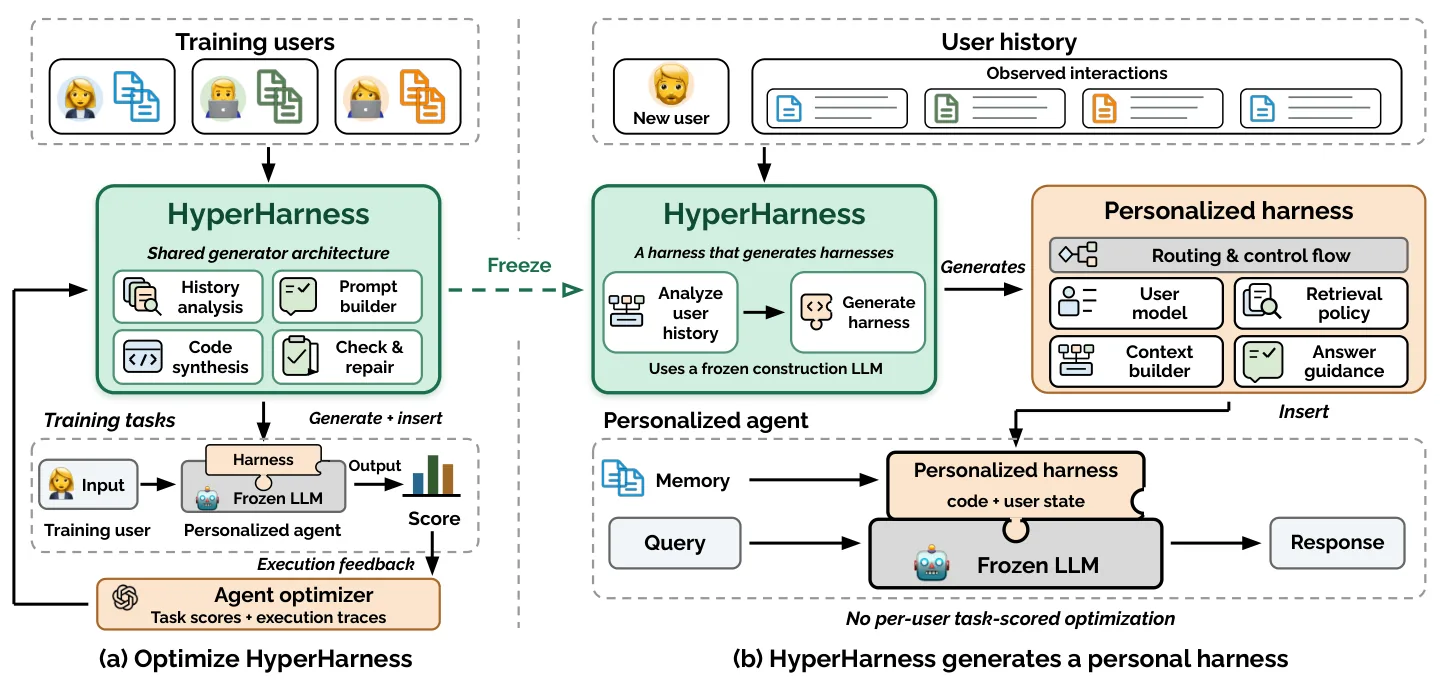 Training users
HyperHarness
Shared generator architecture
History
analysis
Prompt
builder
Code
synthesis
Check &
repair
Training tasks
Generate + insert
Harness
Input
Frozen LLM
Output
Score
Training user
Personalized agent
Execution feedback
Agent optimizer
Task scores + execution traces
(a) Optimize HyperHarness
Freeze
User history
New user
Observed interactions
HyperHarness
A harness that generates harnesses
Analyze
user
history
Generate
harness
Uses a frozen construction LLM
Generates
Personalized harness
Routing & control flow
User
model
Retrieval
policy
Context
builder
Answer
guidance
Insert
Personalized agent
Memory
Personalized harness
code + user state
Query
Frozen LLM
Response
No per-user task-scored optimization
(b) HyperHarness generates a personal harness